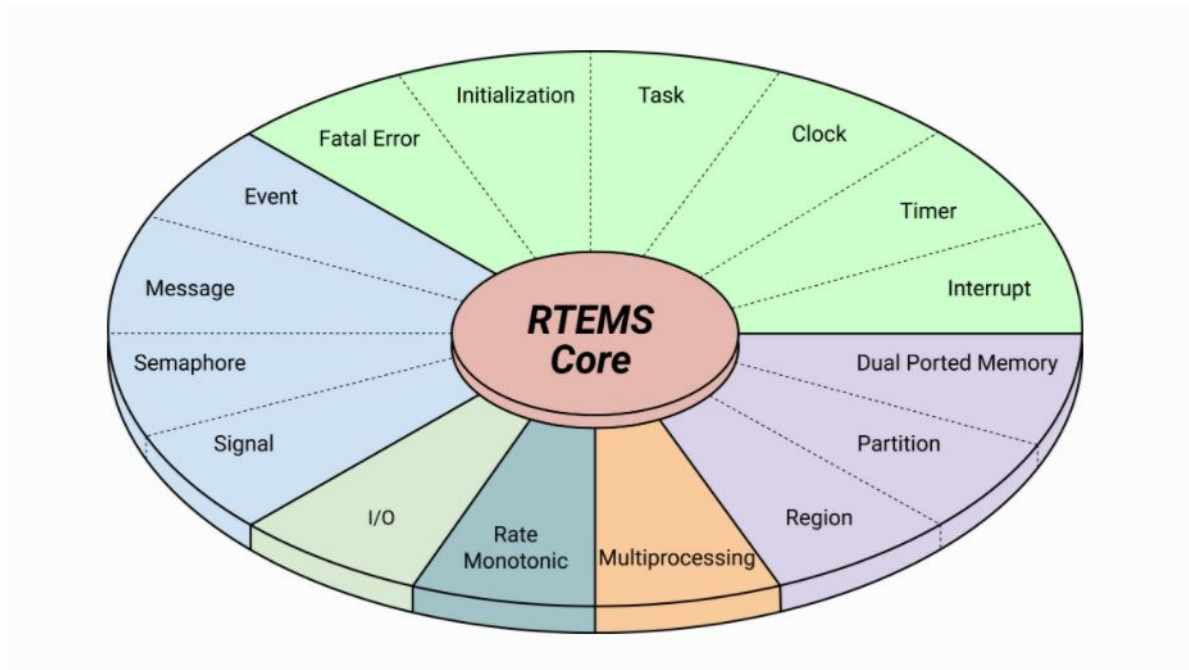 Initialization
Task
Fatal Error
Clock
Event
Timer
Message
Interrupt
RTEMS
Core
Semaphore
Dual Ported Memory
Signal
Partition
I/O
Region
Rate
Monotonic
Multiprocessing